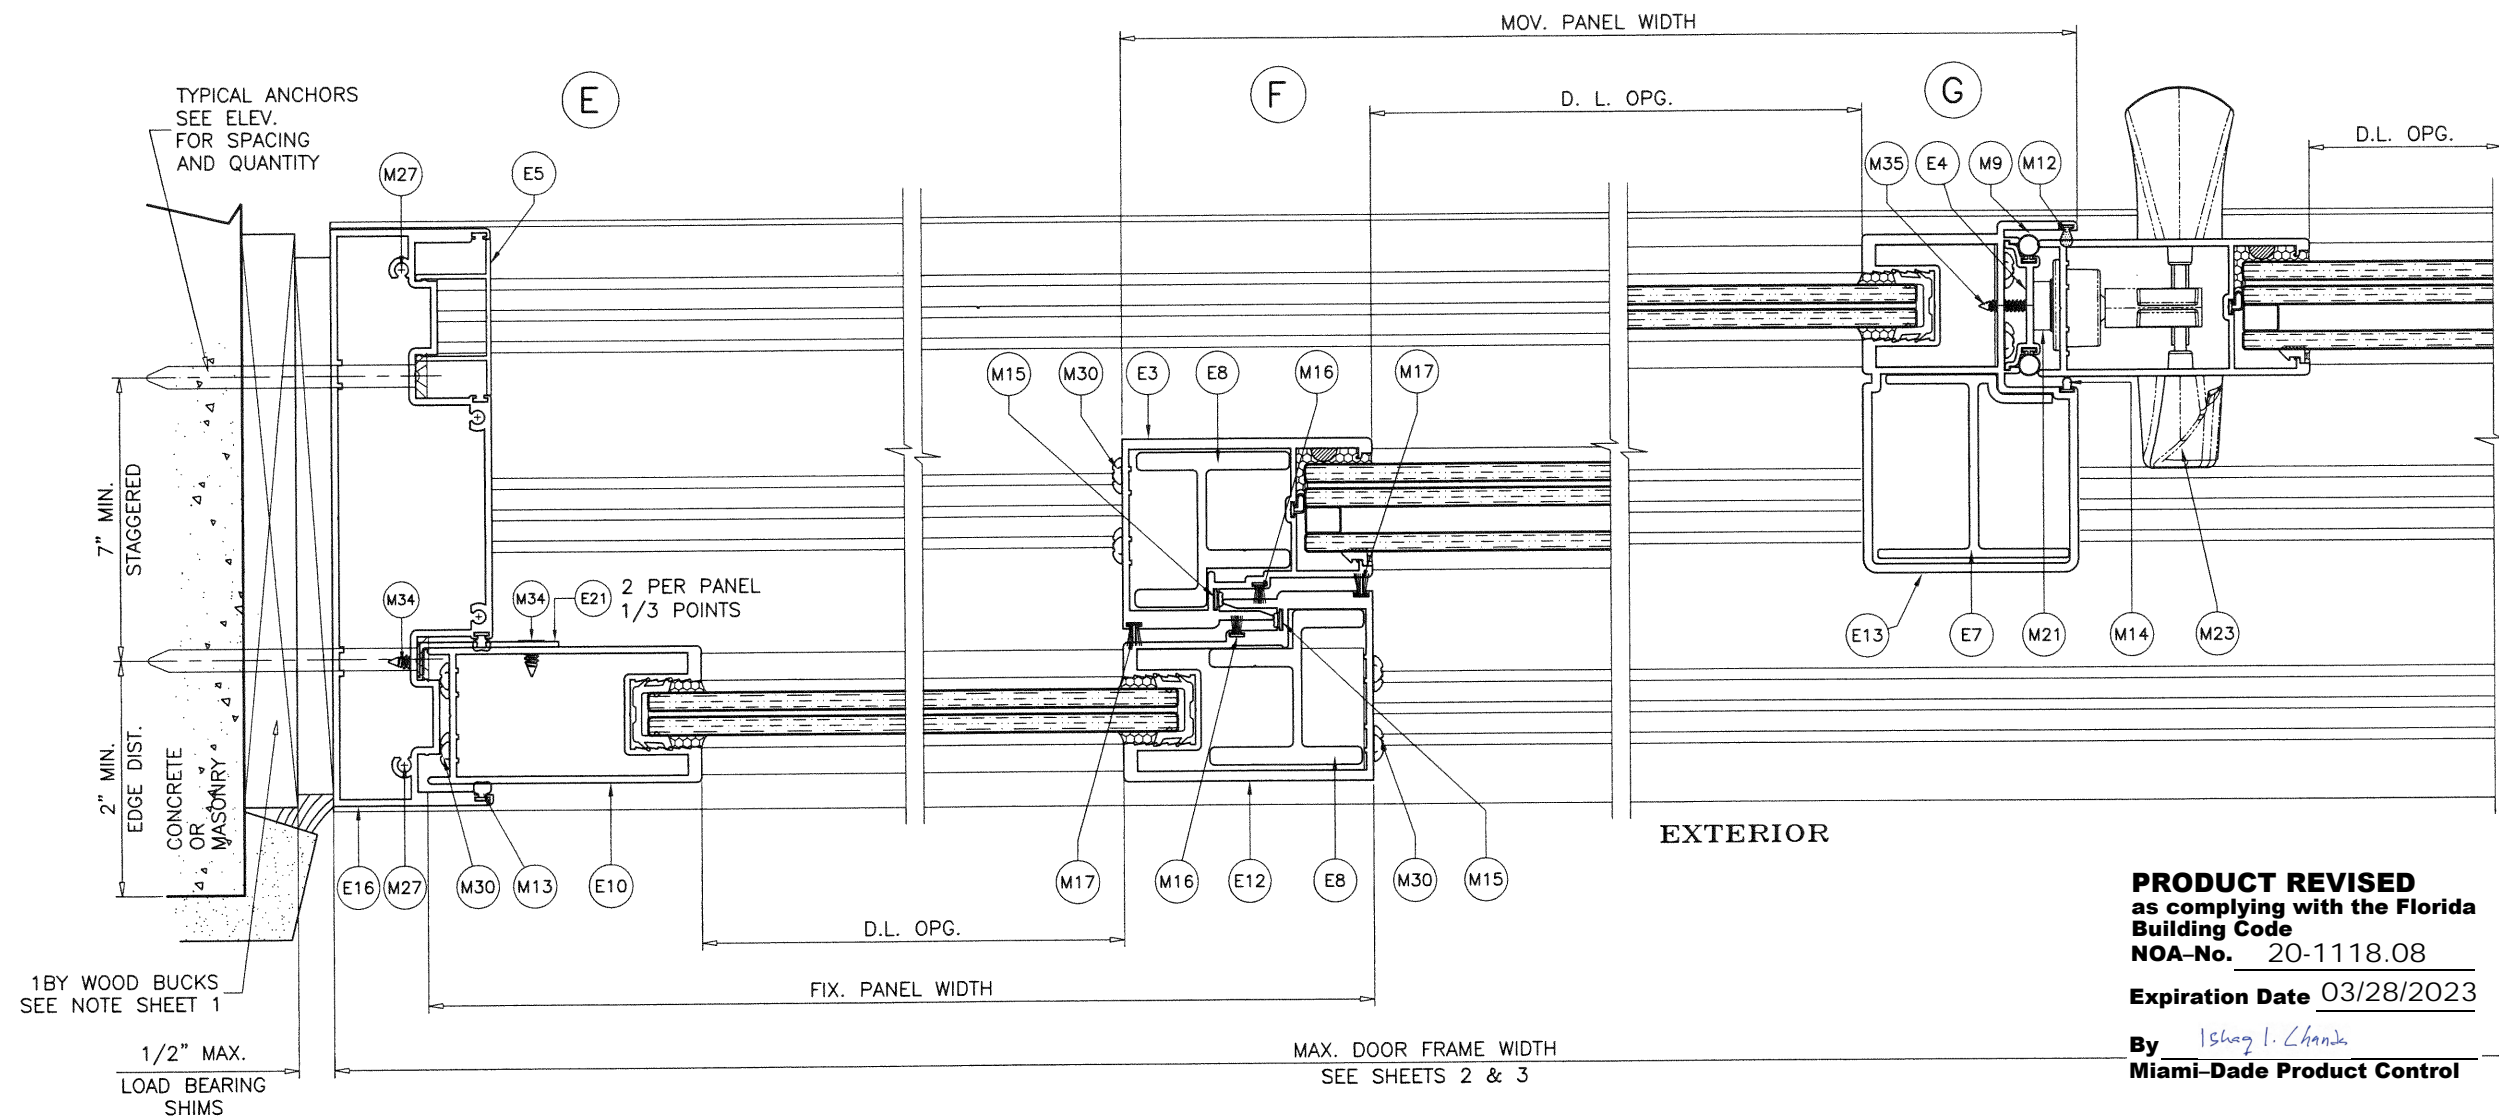 MOV. PANEL WIDTH
TYPICAL ANCHORS
SEE ELEV.
FOR SPACING
AND QUANTITY
E
F
D. L. OPG.
G
D.L. OPG.
M27
E5
M35
E4
M9
M12
M15
M30
E3
E8
M16
M17
7" MIN.
STAGGERED
M34
M34
E21
2 PER PANEL
1/3 POINTS
E13
E7
M21
M14
M23
2" MIN.
EDGE DIST.
CONCRETE
OR
MASONRY
EXTERIOR
E16
M27
M30
M13
E10
M17
M16
E12
E8
M30
M15
D.L. OPG.
1BY WOOD BUCKS
SEE NOTE SHEET 1
FIX. PANEL WIDTH
1/2" MAX.
LOAD BEARING
SHIMS
MAX. DOOR FRAME WIDTH
SEE SHEETS 2 & 3
PRODUCT REVISED
as complying with the Florida
Building Code
NOA-No. 20-1118.08
Expiration Date 03/28/2023
By
Miami-Dade Product Control